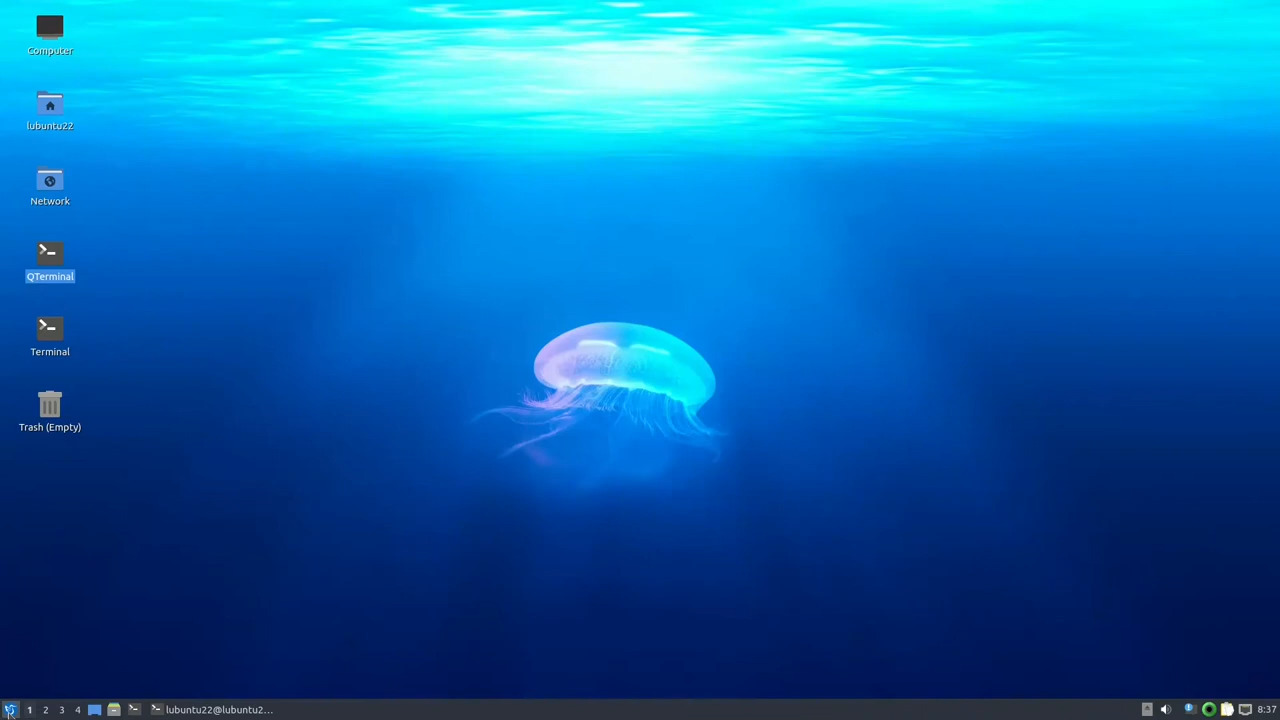 Computer
lubuntu22
Network
QTerminal
Terminal
Trash (Empty)
1 2 3 4 lubuntu22@lubuntu2... 8:37